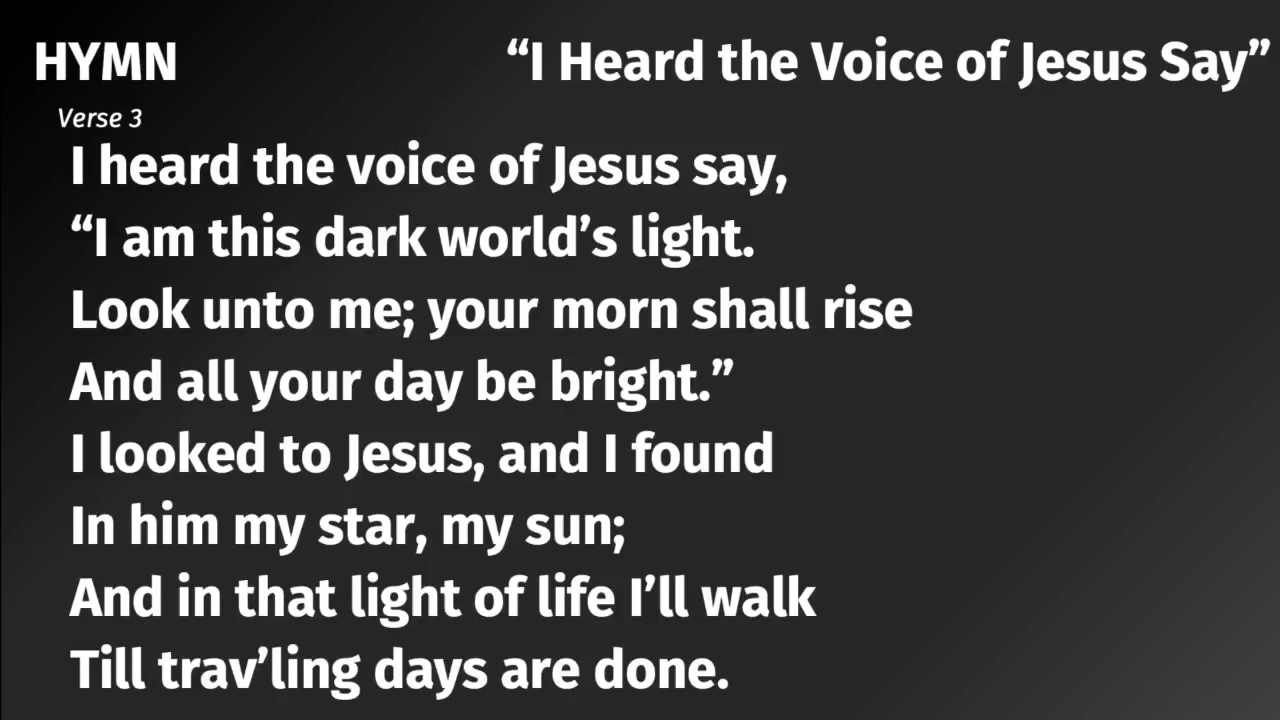 HYMN “I Heard the Voice of Jesus Say”
Verse 3
I heard the voice of Jesus say,
“I am this dark world’s light.
Look unto me; your morn shall rise
And all your day be bright.”
I looked to Jesus, and I found
In him my star, my sun;
And in that light of life I’ll walk
Till trav’ling days are done.